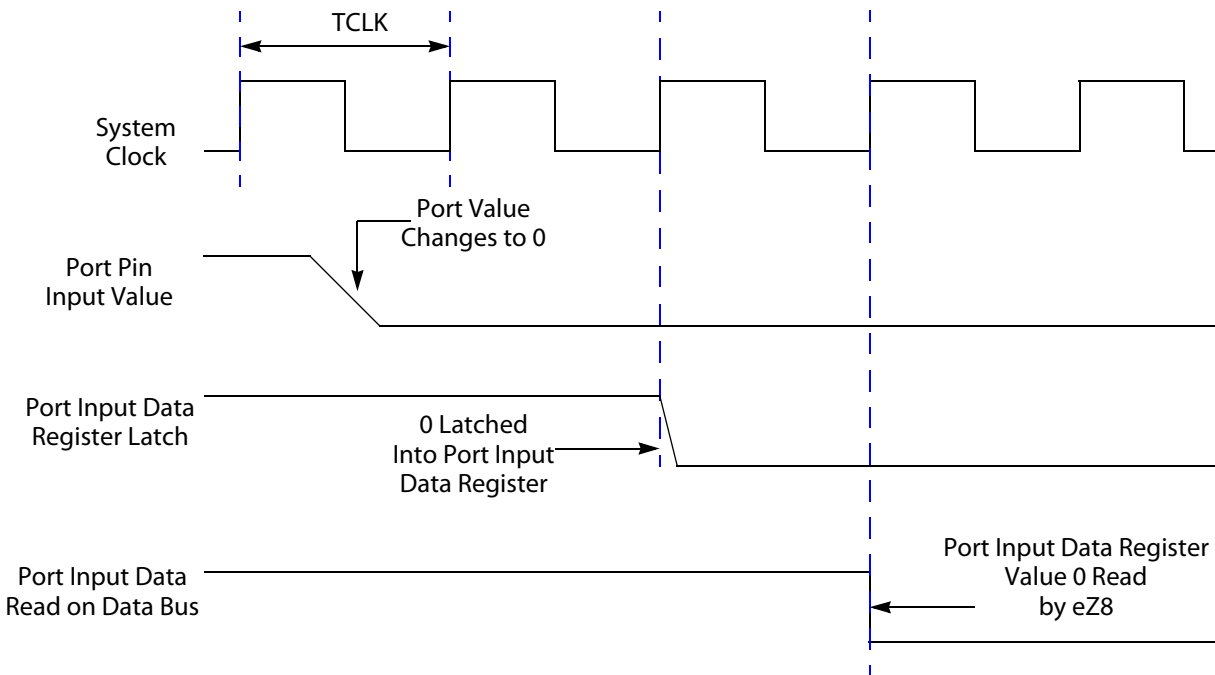 TCLK
System
Clock
Port Value
Changes to 0
Port Pin
Input Value
Port Input Data
Register Latch
0 Latched
Into Port Input
Data Register
Port Input Data Register
Value 0 Read
by eZ8
Port Input Data
Read on Data Bus